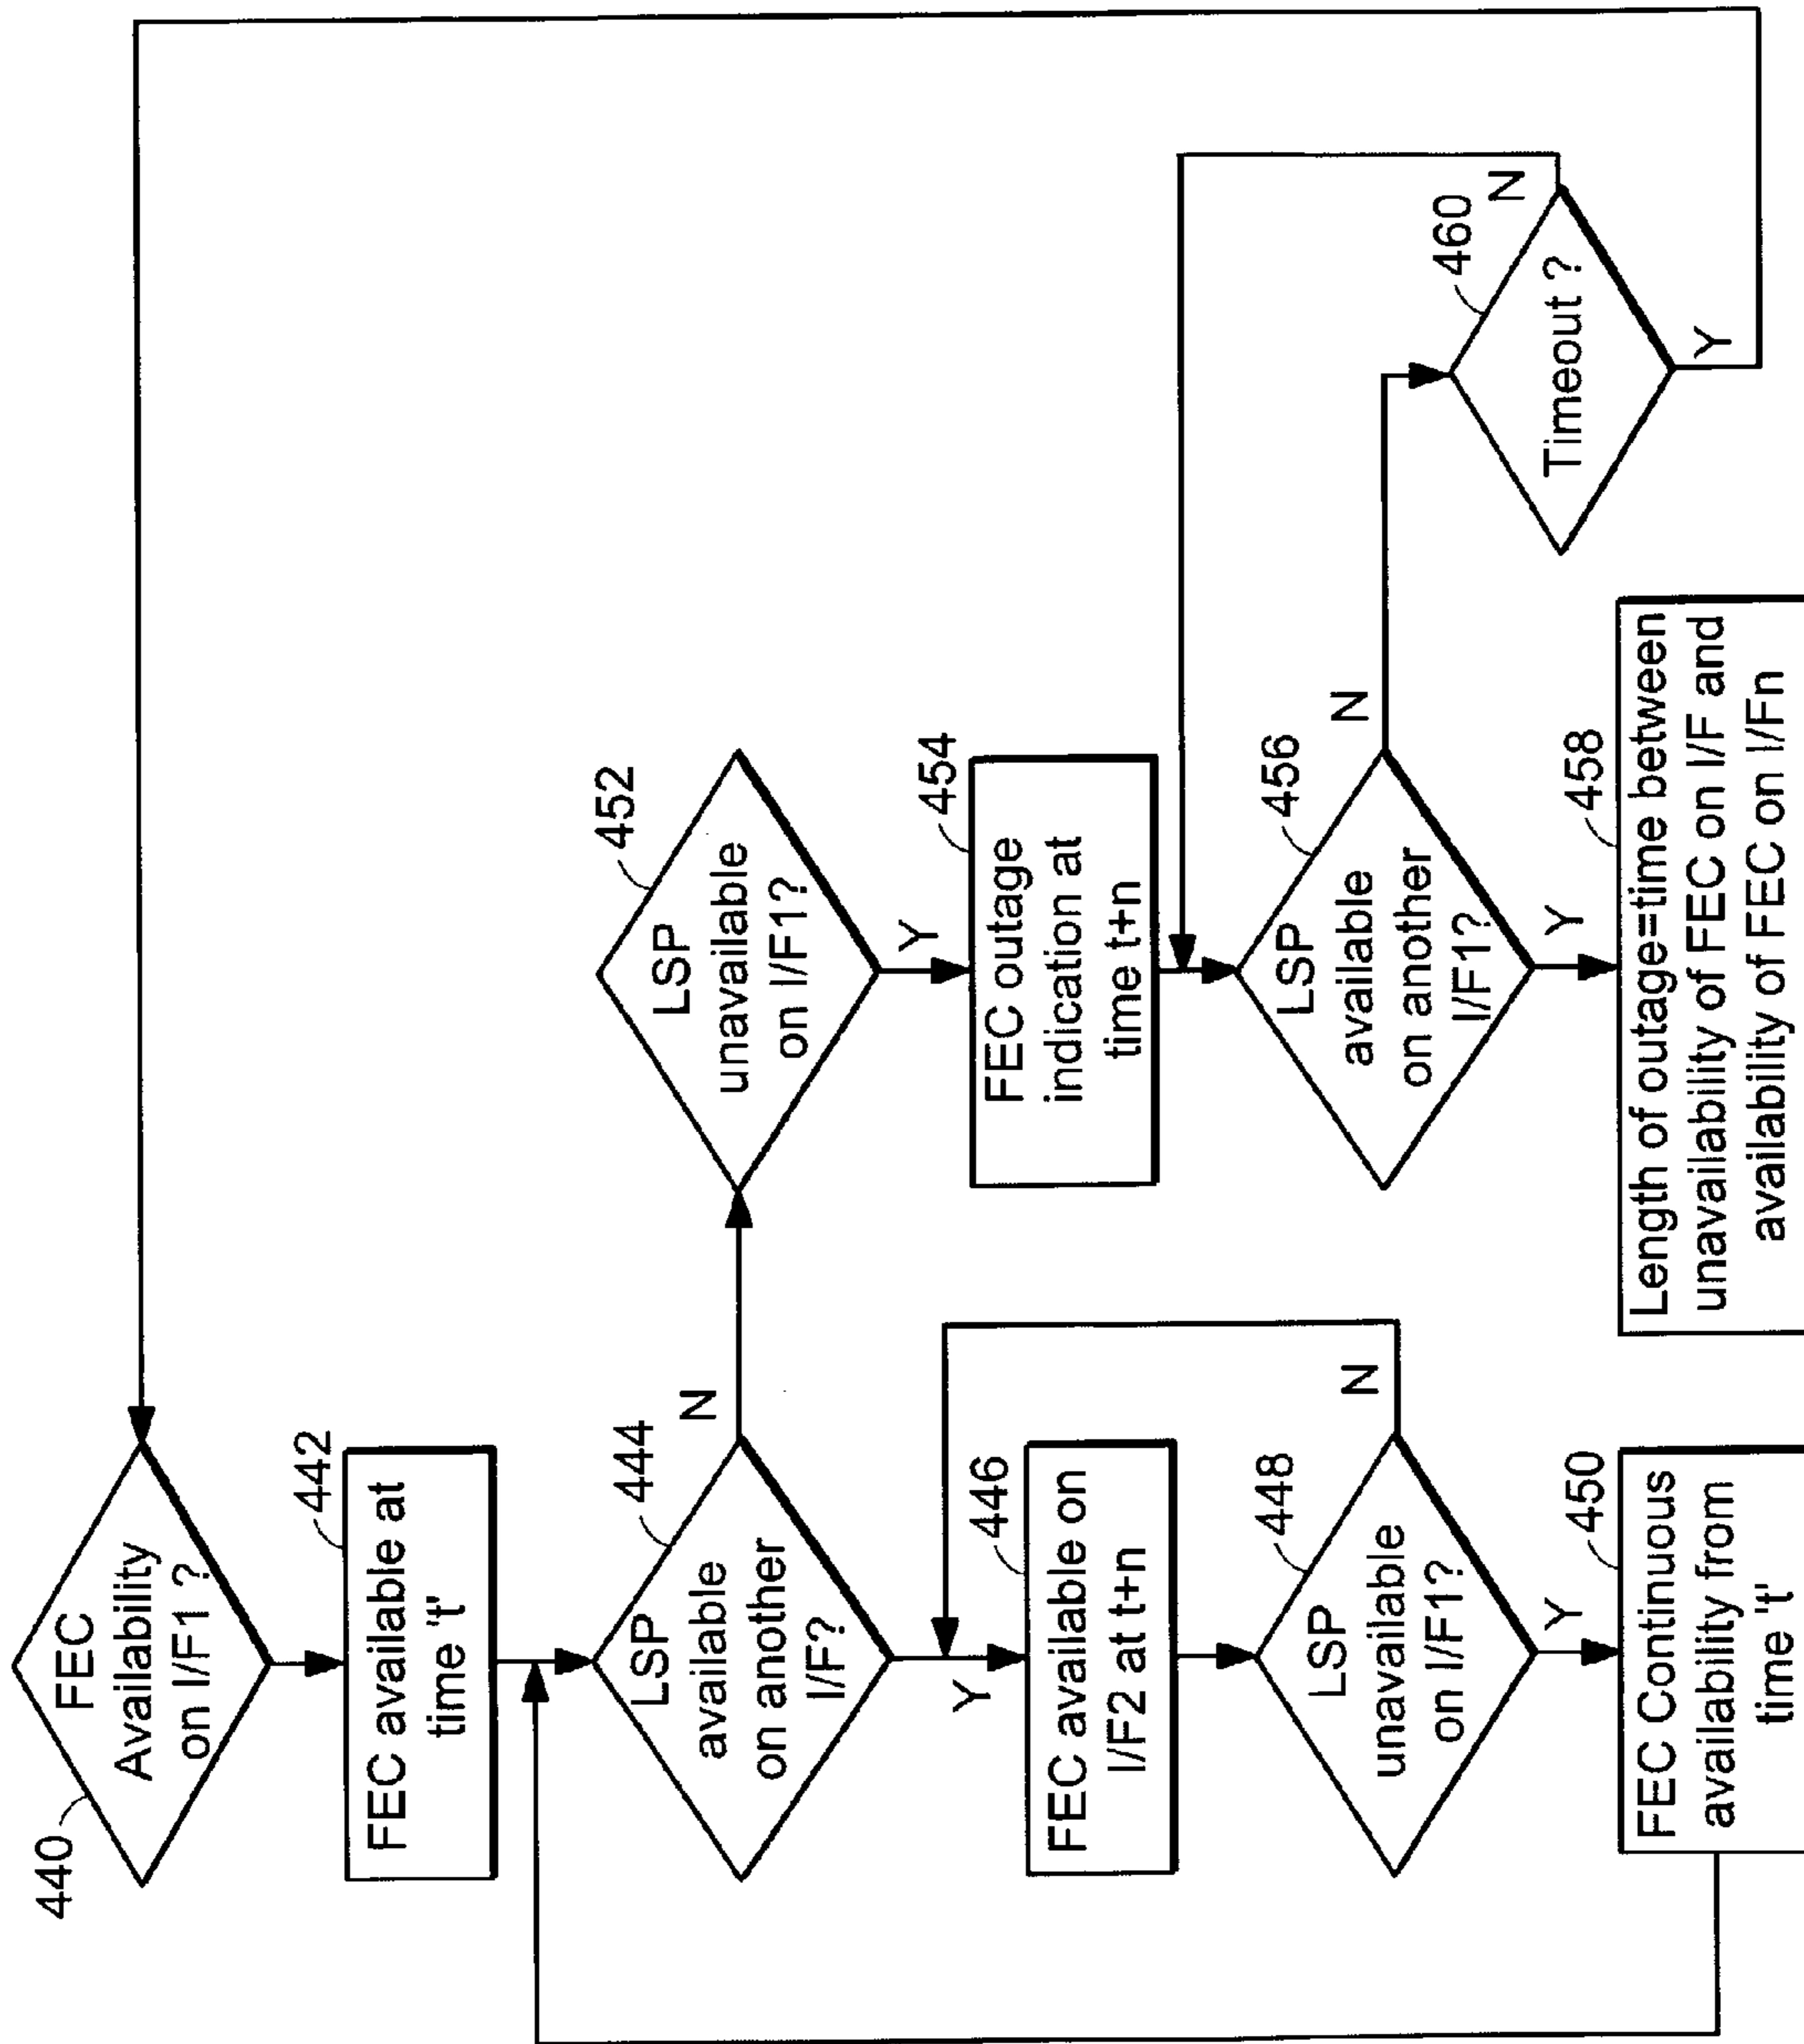 440
FEC
Availability
on I/F1 ?
442
FEC available at
time 't'
444
LSP
available
on another
I/F?
N
Y
446
FEC available on
I/F2 at t+n
448
LSP
unavailable
on I/F1?
N
Y
450
FEC Continuous
availability from
time 't'
452
LSP
unavailable
on I/F1?
Y
454
FEC outage
indication at
time t+n
456
LSP
available
on another
I/F1?
N
Y
458
Length of outage=time between
unavailability of FEC on I/F and
availability of FEC on I/Fn
460
Timeout ?
N
Y